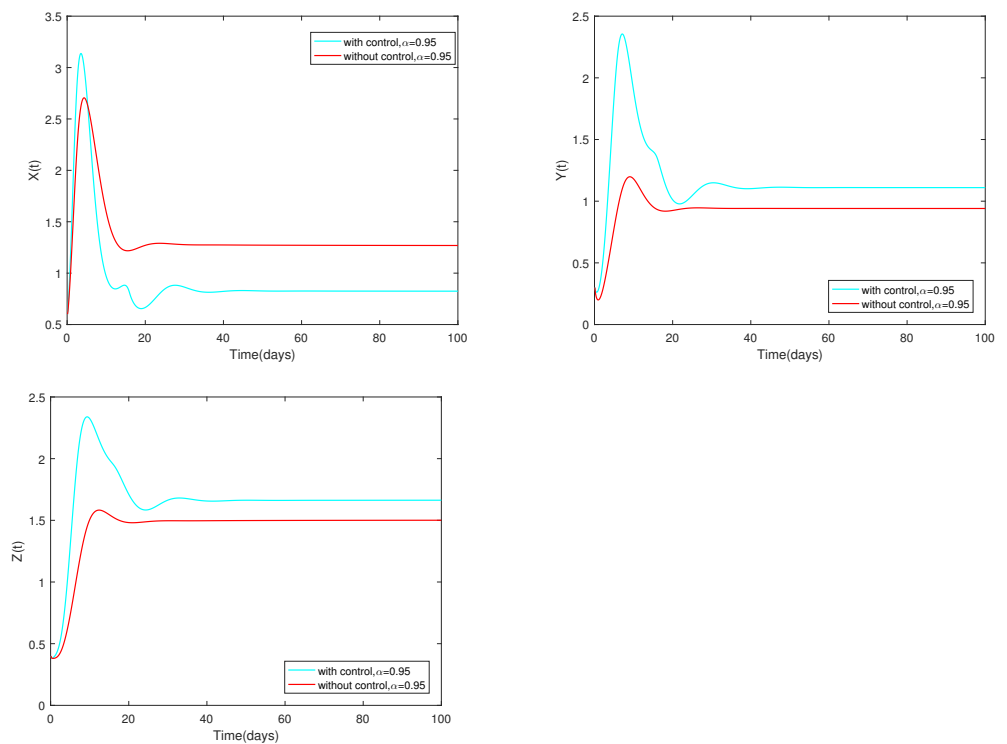 3.5
3
2.5
2
1.5
1
0.5
X(t)
0 20 40 60 80 100
Time(days)
with control,α=0.95
without control,α=0.95
2.5
2
1.5
1
0.5
0
Y(t)
0 20 40 60 80 100
Time(days)
with control,α=0.95
without control,α=0.95
2.5
2
1.5
1
0.5
0
Z(t)
0 20 40 60 80 100
Time(days)
with control,α=0.95
without control,α=0.95